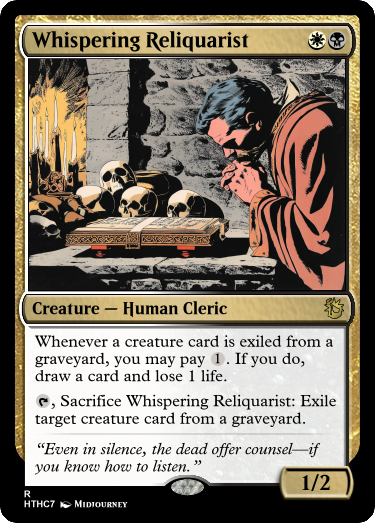 Whispering Reliquarist
Creature — Human Cleric
Whenever a creature card is exiled from a
graveyard, you may pay 1. If you do,
draw a card and lose 1 life.
, Sacrifice Whispering Reliquarist: Exile
target creature card from a graveyard.
“Even in silence, the dead offer counsel—if
you know how to listen.”
1/2
R
HTHC7 Midjourney